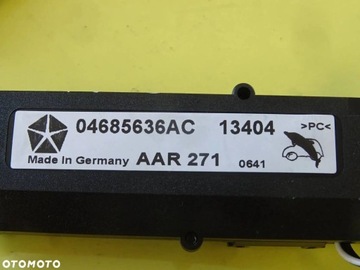 04685636AC 13404 >PC<
Made In Germany AAR 271 0641
OTOMOTO